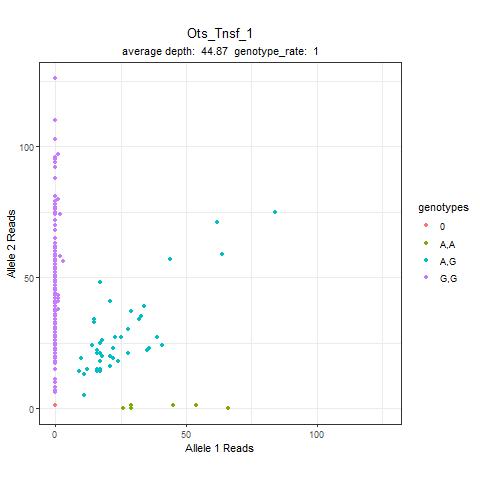 Ots_Tnsf_1
average depth: 44.87 genotype_rate: 1
Allele 2 Reads
100
50
0
0
50
100
Allele 1 Reads
genotypes
0
A,A
A,G
G,G